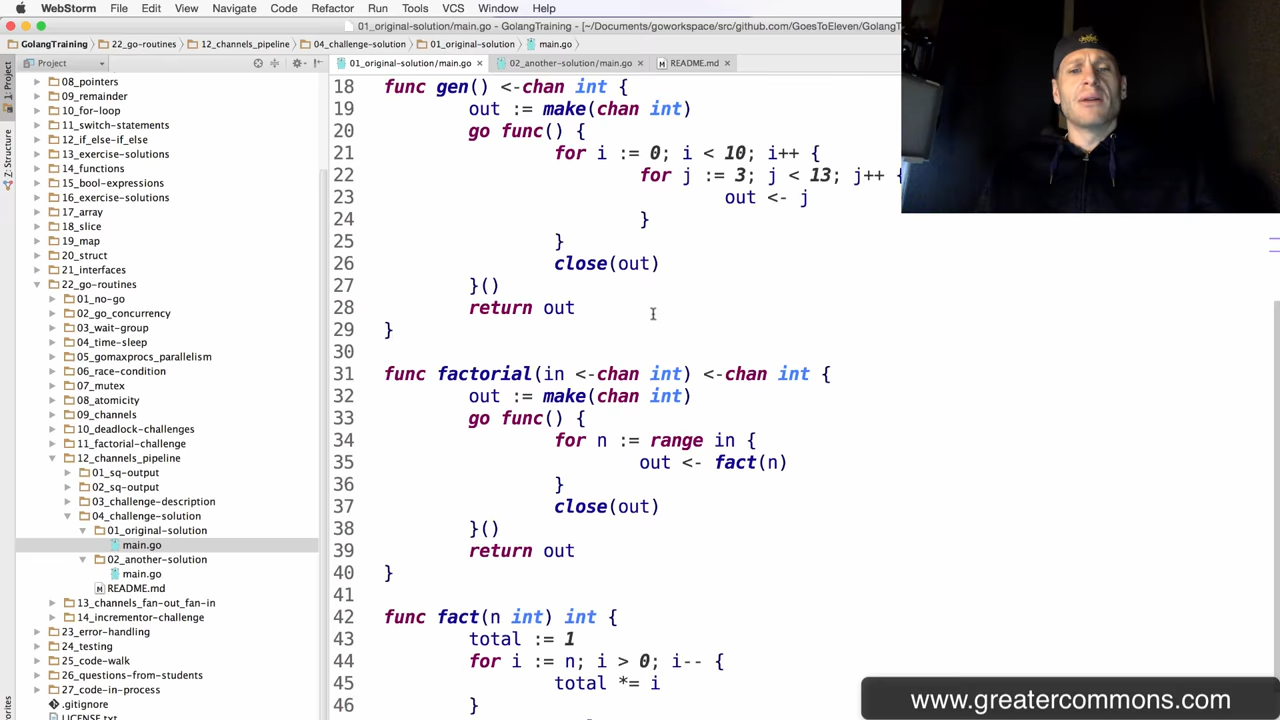 WebStorm File Edit View Navigate Code Refactor Run Tools VCS Window Help
01_original-solution/main.go - GolangTraining - [~/Documents/goworkspace/src/github.com/GoesToEleven/GolangT
GolangTraining 22_go-routines 12_channels_pipeline 04_challenge-solution 01_original-solution main.go
Project
01_original-solution/main.go 02_another-solution/main.go README.md
1: Project
Z: Structure
08_pointers
09_remainder
10_for-loop
11_switch-statements
12_if_else-if_else
13_exercise-solutions
14_functions
15_bool-expressions
16_exercise-solutions
17_array
18_slice
19_map
20_struct
21_interfaces
22_go-routines
01_no-go
02_go_concurrency
03_wait-group
04_time-sleep
05_gomaxprocs_parallelism
06_race-condition
07_mutex
08_atomicity
09_channels
10_deadlock-challenges
11_factorial-challenge
12_channels_pipeline
01_sq-output
02_sq-output
03_challenge-description
04_challenge-solution
01_original-solution
main.go
02_another-solution
main.go
README.md
13_channels_fan-out_fan-in
14_incrementor-challenge
23_error-handling
24_testing
25_code-walk
26_questions-from-students
27_code-in-process
.gitignore
LICENSE.txt
18 func gen() <-chan int {
19 out := make(chan int)
20 go func() {
21 for i := 0; i < 10; i++ {
22 for j := 3; j < 13; j++ {
23 out <- j
24 }
25 }
26 close(out)
27 }()
28 return out
29 }
30
31 func factorial(in <-chan int) <-chan int {
32 out := make(chan int)
33 go func() {
34 for n := range in {
35 out <- fact(n)
36 }
37 close(out)
38 }()
39 return out
40 }
41
42 func fact(n int) int {
43 total := 1
44 for i := n; i > 0; i-- {
45 total *= i
46 }
www.greatercommons.com